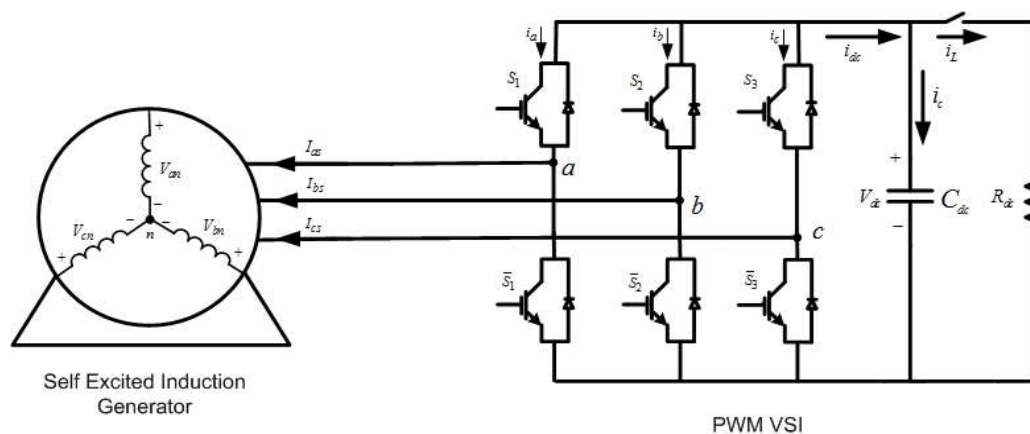 i_a
i_b
i_c
i_dc
i_L
S_1
S_2
S_3
i_c
+
V_an
−
I_as
a
I_bs
b
+
V_dc
−
C_dc
R_dc
V_cn
+
−
n
−
V_bn
+
I_cs
c
S̅_1
S̅_2
S̅_3
Self Excited Induction
Generator
PWM VSI